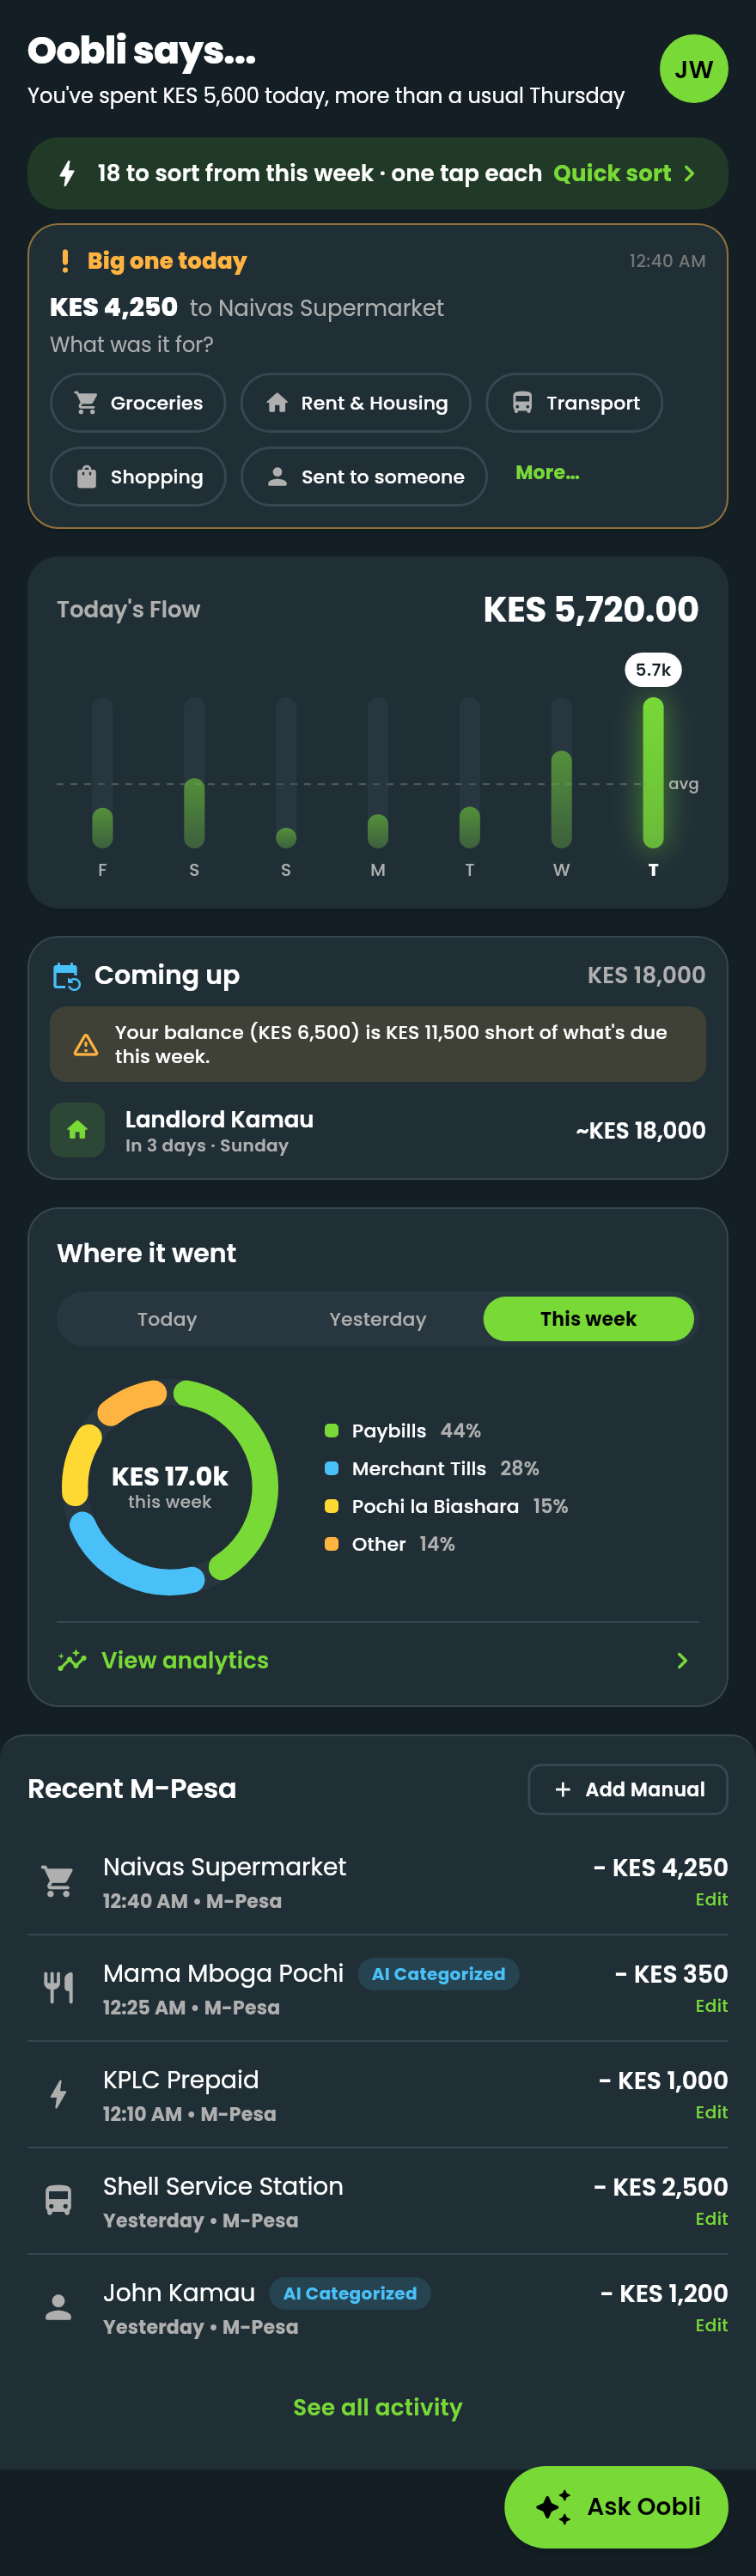 Oobli says...
You've spent KES 5,600 today, more than a usual Thursday
JW
18 to sort from this week · one tap each Quick sort
Big one today
12:40 AM
KES 4,250 to Naivas Supermarket
What was it for?
Groceries
Rent & Housing
Transport
Shopping
Sent to someone
More...
Today's Flow
KES 5,720.00
5.7k
avg
F S S M T W T
Coming up
KES 18,000
Your balance (KES 6,500) is KES 11,500 short of what's due
this week.
Landlord Kamau
In 3 days · Sunday
~KES 18,000
Where it went
Today
Yesterday
This week
KES 17.0k
this week
Paybills 44%
Merchant Tills 28%
Pochi la Biashara 15%
Other 14%
View analytics
Recent M-Pesa
+ Add Manual
Naivas Supermarket
- KES 4,250
12:40 AM • M-Pesa
Edit
Mama Mboga Pochi AI Categorized
- KES 350
12:25 AM • M-Pesa
Edit
KPLC Prepaid
- KES 1,000
12:10 AM • M-Pesa
Edit
Shell Service Station
- KES 2,500
Yesterday • M-Pesa
Edit
John Kamau AI Categorized
- KES 1,200
Yesterday • M-Pesa
Edit
See all activity
Ask Oobli